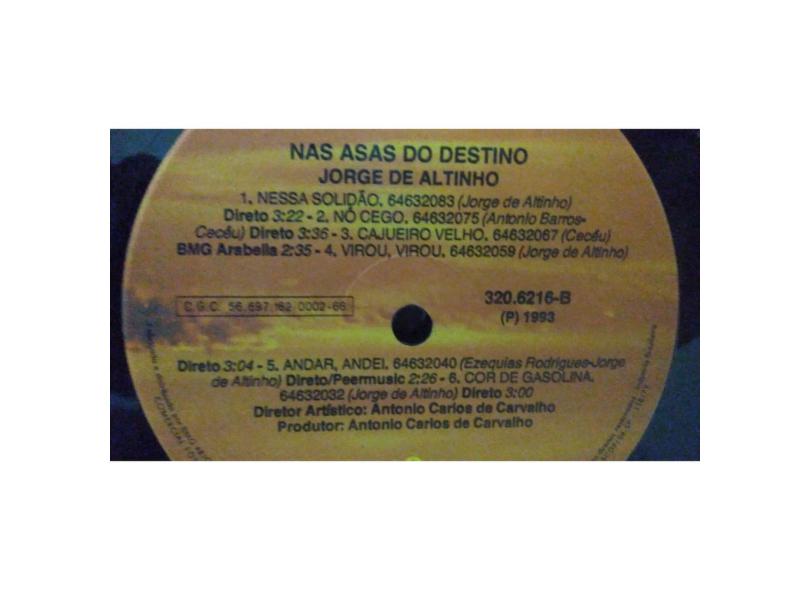 NAS ASAS DO DESTINO
JORGE DE ALTINHO
1. NESSA SOLIDÃO. 64632083 (Jorge de Altinho)
Direto 3:22 - 2. NÓ CEGO. 64632075 (Antonio Barros-
Cecéu) Direto 3:36 - 3. CAJUEIRO VELHO. 64632067 (Cecéu)
BMG Arabella 2:35 - 4. VIROU, VIROU. 64632059 (Jorge de Altinho)
C.G.C. 56.697.162 0002-66
320.6216-B
(P) 1993
Direto 3:04 - 5. ANDAR, ANDEI. 64632040 (Ezequias Rodrigues-Jorge
de Altinho) Direto/Peermusic 2:26 - 6. COR DE GASOLINA.
64632032 (Jorge de Altinho) Direto 3:00
Diretor Artístico: Antonio Carlos de Carvalho
Produtor: Antonio Carlos de Carvalho